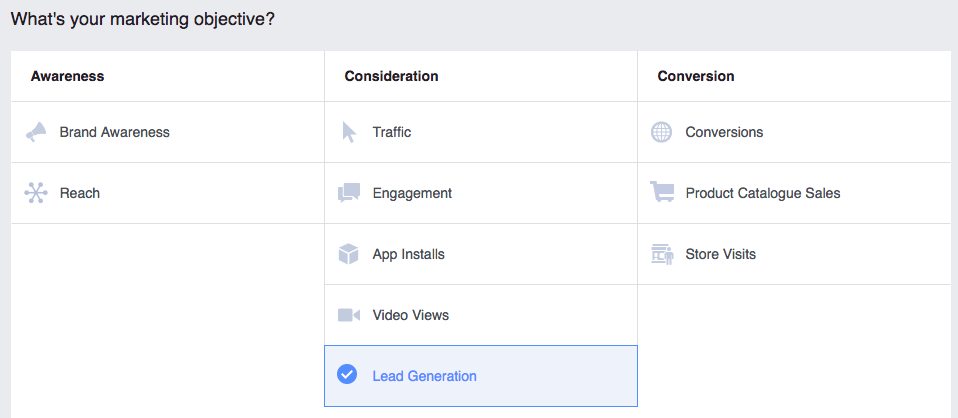 What's your marketing objective?
Awareness
Brand Awareness
Reach
Consideration
Traffic
Engagement
App Installs
Video Views
Lead Generation
Conversion
Conversions
Product Catalogue Sales
Store Visits